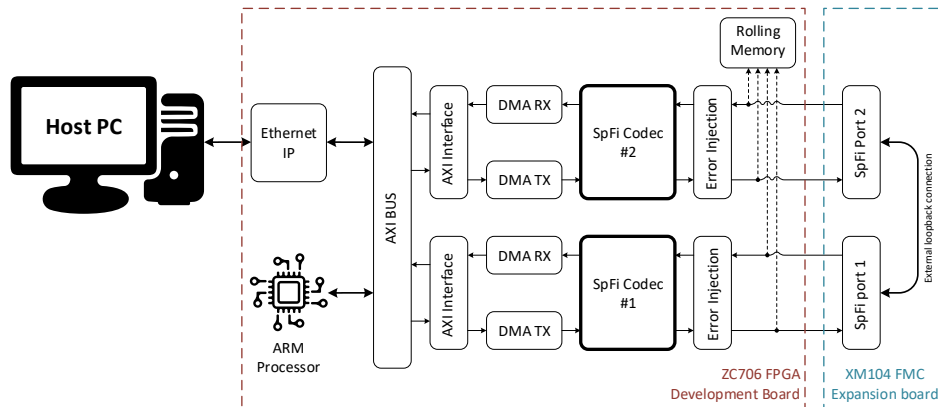 Rolling
Memory
Host PC
Ethernet
IP
AXI BUS
AXI Interface
DMA RX
DMA TX
SpFi Codec
#2
Error Injection
SpFi Port 2
AXI Interface
DMA RX
DMA TX
SpFi Codec
#1
Error Injection
SpFi port 1
External loopback connection
ARM
Processor
ZC706 FPGA
Development Board
XM104 FMC
Expansion board